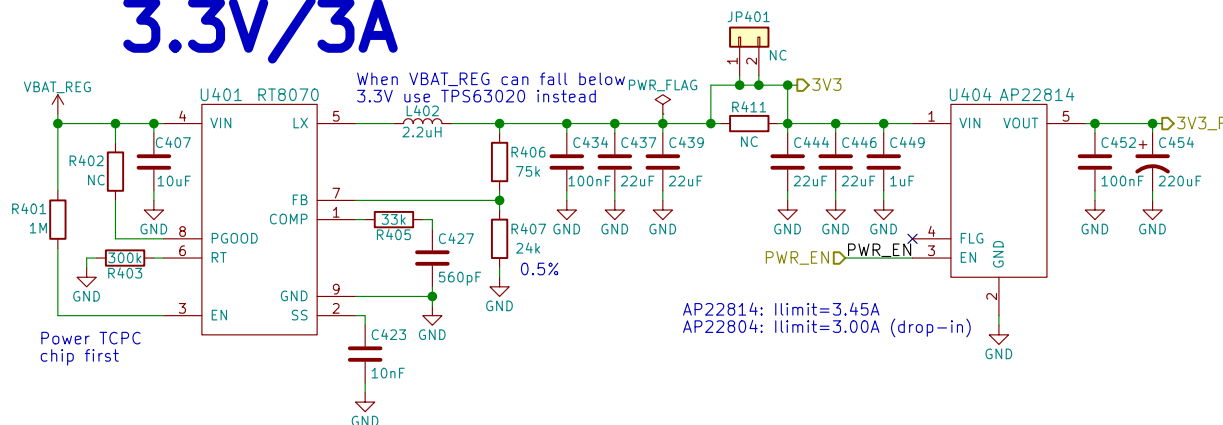 3.3V/3A
JP401
NC
1
2
When VBAT_REG can fall below
3.3V use TPS63020 instead
VBAT_REG
PWR_FLAG
3V3
U401 RT8070
L402
2.2uH
R411
NC
U404 AP22814
4 VIN
LX 5
1 VIN
VOUT 5
3V3_P
C407
10uF
GND
R402
NC
R401
1M
R406
75k
C434
100nF
GND
C437
22uF
GND
C439
22uF
GND
C444
22uF
GND
C446
22uF
GND
C449
1uF
GND
C452
100nF
GND
C454
+
220uF
GND
FB 7
COMP 1
33k
R405
R407
24k
0.5%
GND
C427
560pF
8 PGOOD
6 RT
300k
R403
GND
GND 9
SS 2
GND
3 EN
Power TCPC
chip first
C423
10nF
GND
4 FLG
3 EN
GND
2
GND
PWR_EN
PWR_EN
AP22814: Ilimit=3.45A
AP22804: Ilimit=3.00A (drop-in)